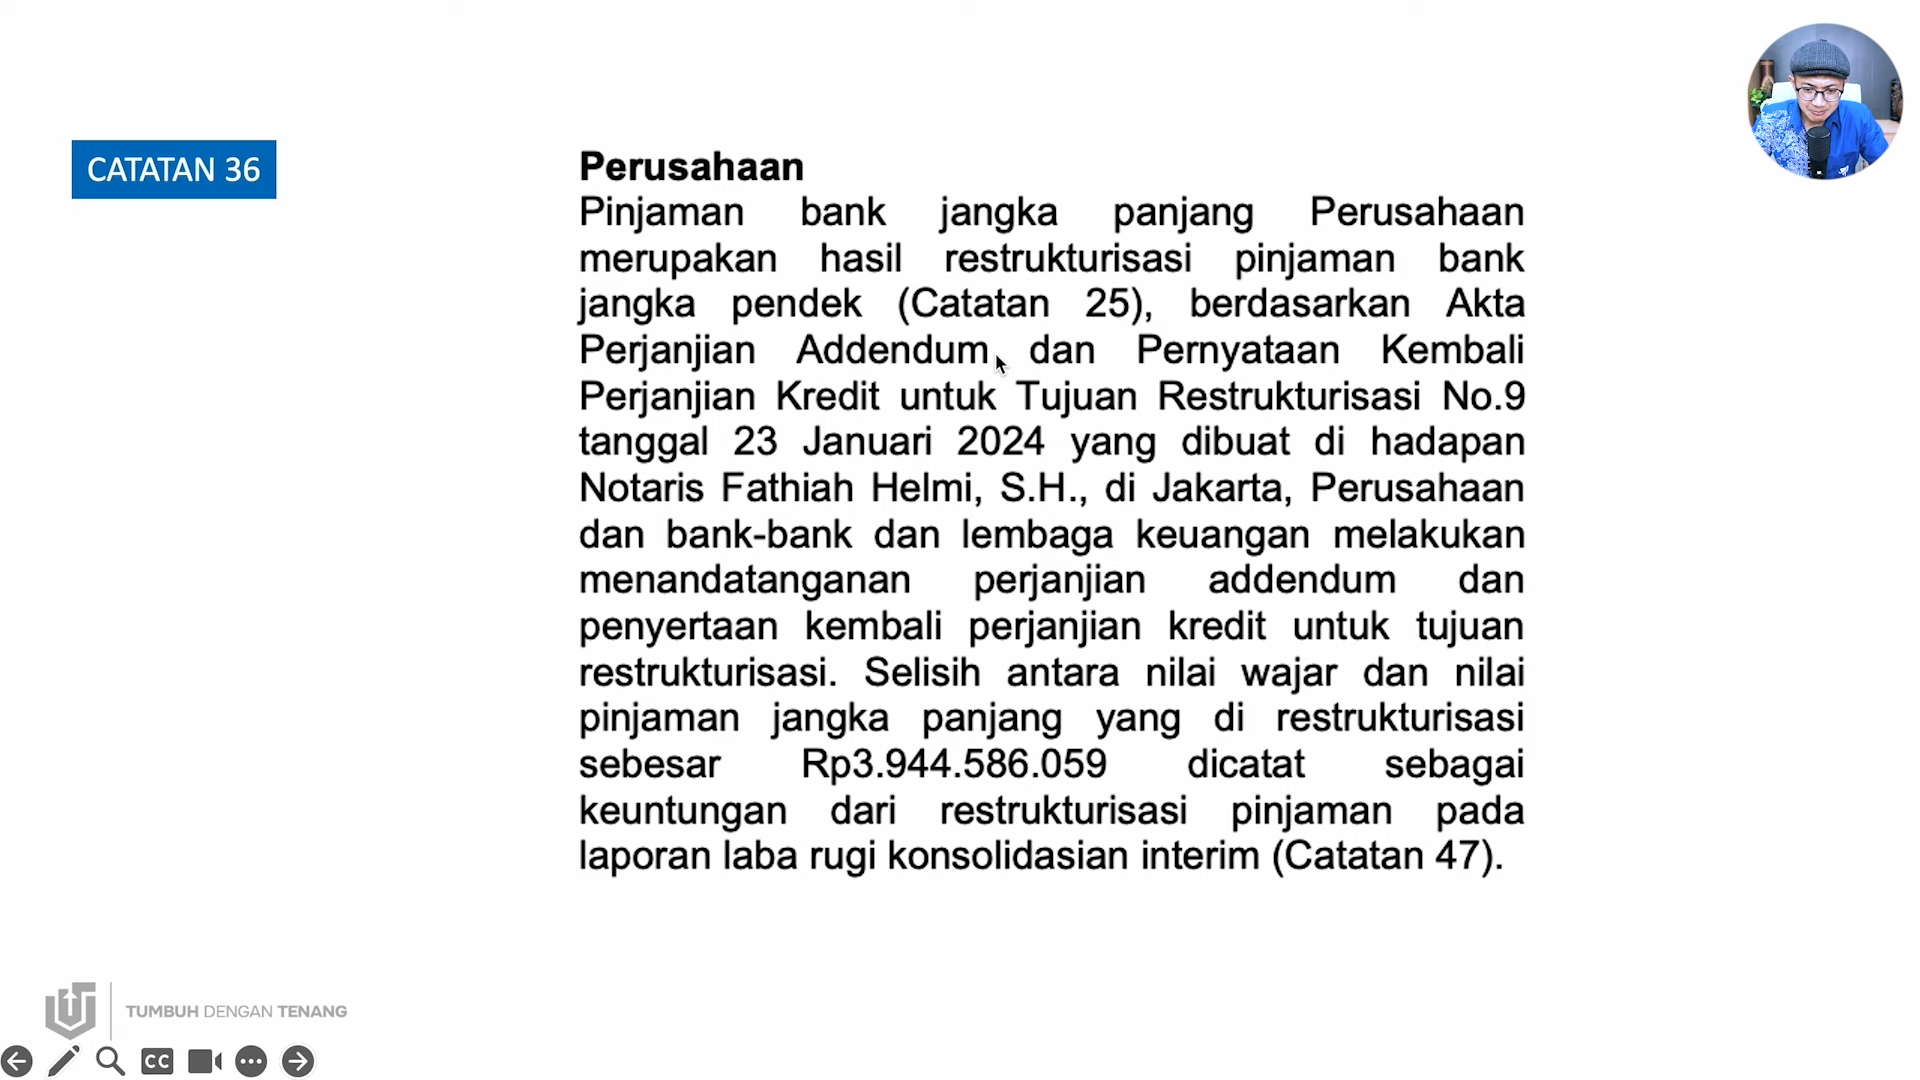 CATATAN 36
Perusahaan
Pinjaman bank jangka panjang Perusahaan
merupakan hasil restrukturisasi pinjaman bank
jangka pendek (Catatan 25), berdasarkan Akta
Perjanjian Addendum dan Pernyataan Kembali
Perjanjian Kredit untuk Tujuan Restrukturisasi No.9
tanggal 23 Januari 2024 yang dibuat di hadapan
Notaris Fathiah Helmi, S.H., di Jakarta, Perusahaan
dan bank-bank dan lembaga keuangan melakukan
menandatanganan perjanjian addendum dan
penyertaan kembali perjanjian kredit untuk tujuan
restrukturisasi. Selisih antara nilai wajar dan nilai
pinjaman jangka panjang yang di restrukturisasi
sebesar Rp3.944.586.059 dicatat sebagai
keuntungan dari restrukturisasi pinjaman pada
laporan laba rugi konsolidasian interim (Catatan 47).
TUMBUH DENGAN TENANG
CC